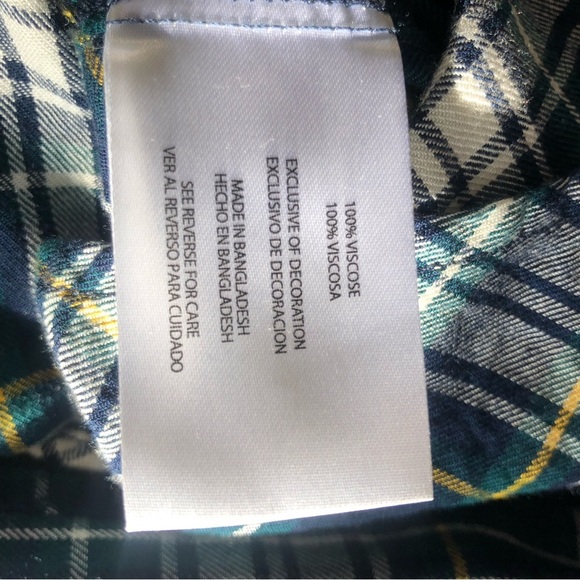 100% VISCOSE
100% VISCOSA
EXCLUSIVE OF DECORATION
EXCLUSIVO DE DECORACION
MADE IN BANGLADESH
HECHO EN BANGLADESH
SEE REVERSE FOR CARE
VER AL REVERSO PARA CUIDADO